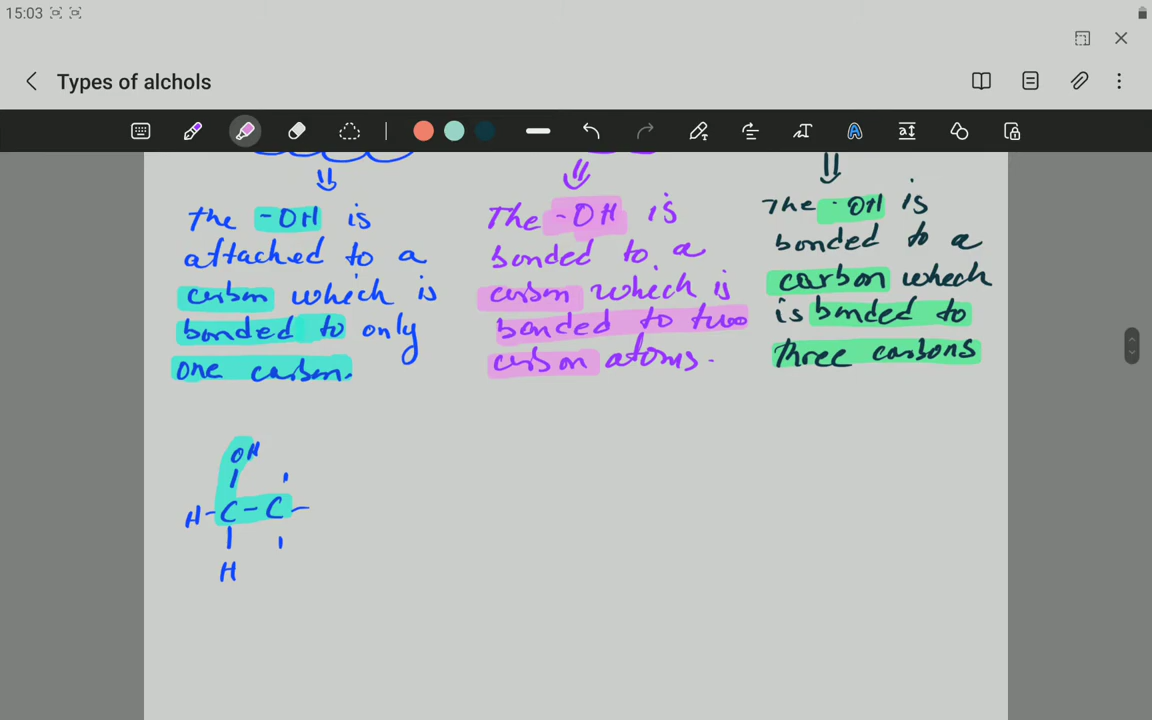 15:03
Types of alchols
the -OH is
attached to a
carbon which is
bonded to only
one carbon.
The -OH is
bonded to a
carbon which is
bonded to two
carbon atoms.
The -OH is
bonded to a
carbon which
is bonded to
three carbons
OH
H-C-C-
H